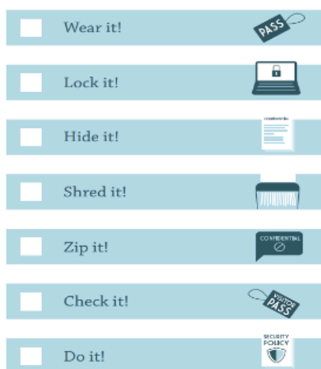 Wear it!
PASS
Lock it!
Hide it!
Shred it!
Zip it!
CONFIDENTIAL
Check it!
VISITOR
PASS
Do it!
SECURITY
POLICY